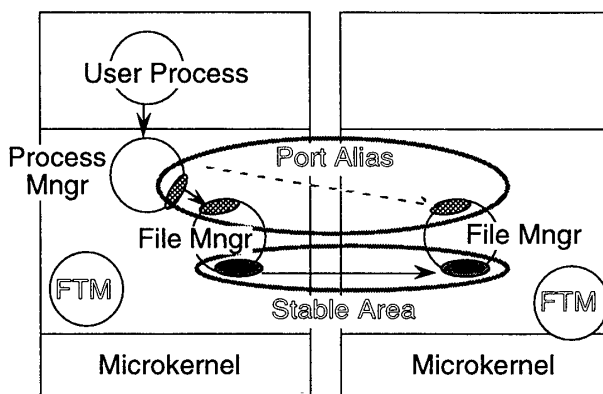 User Process
Process
Mngr
Port Alias
File Mngr
File Mngr
FTM
Stable Area
FTM
Microkernel
Microkernel